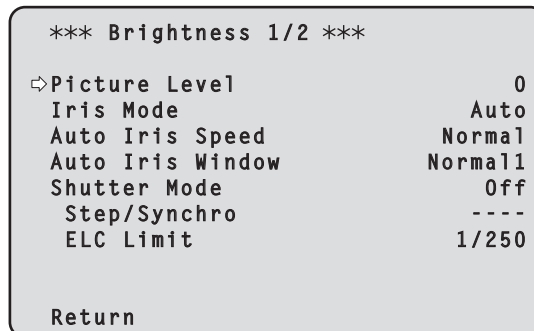 *** Brightness 1/2 ***
⇨Picture Level 0
Iris Mode Auto
Auto Iris Speed Normal
Auto Iris Window Normal1
Shutter Mode Off
Step/Synchro ----
ELC Limit 1/250
Return